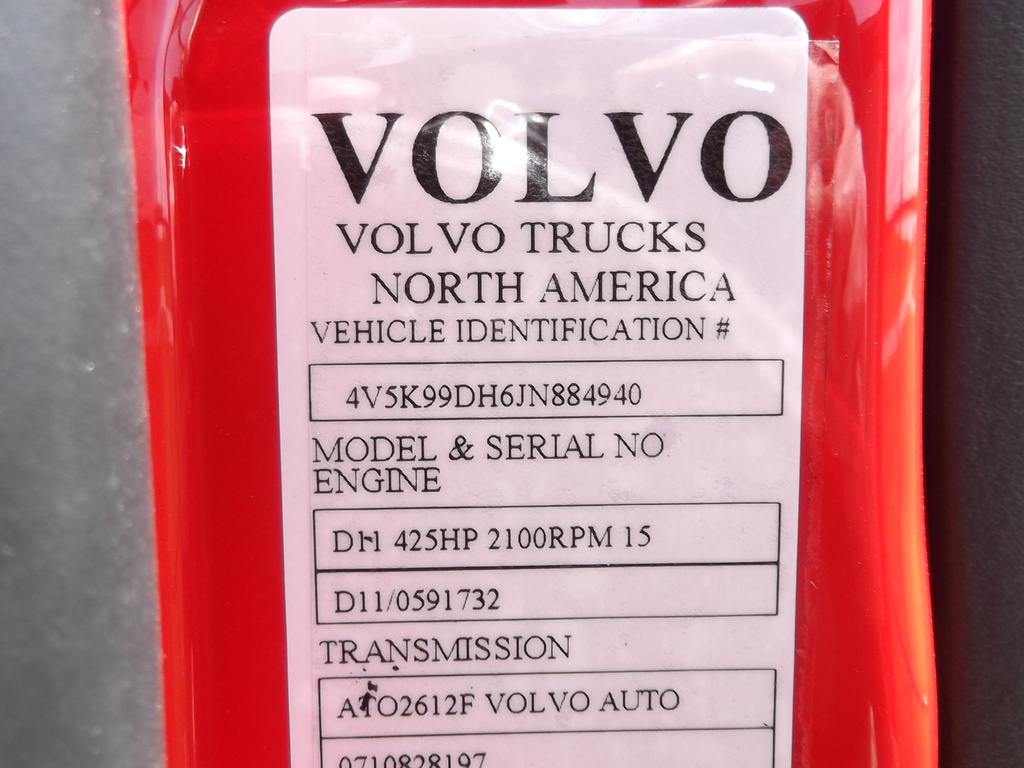 VOLVO
VOLVO TRUCKS
NORTH AMERICA
VEHICLE IDENTIFICATION #
4V5K99DH6JN884940
MODEL & SERIAL NO
ENGINE
D11 425HP 2100RPM 15
D11/0591732
TRANSMISSION
ATO2612F VOLVO AUTO
0710828197